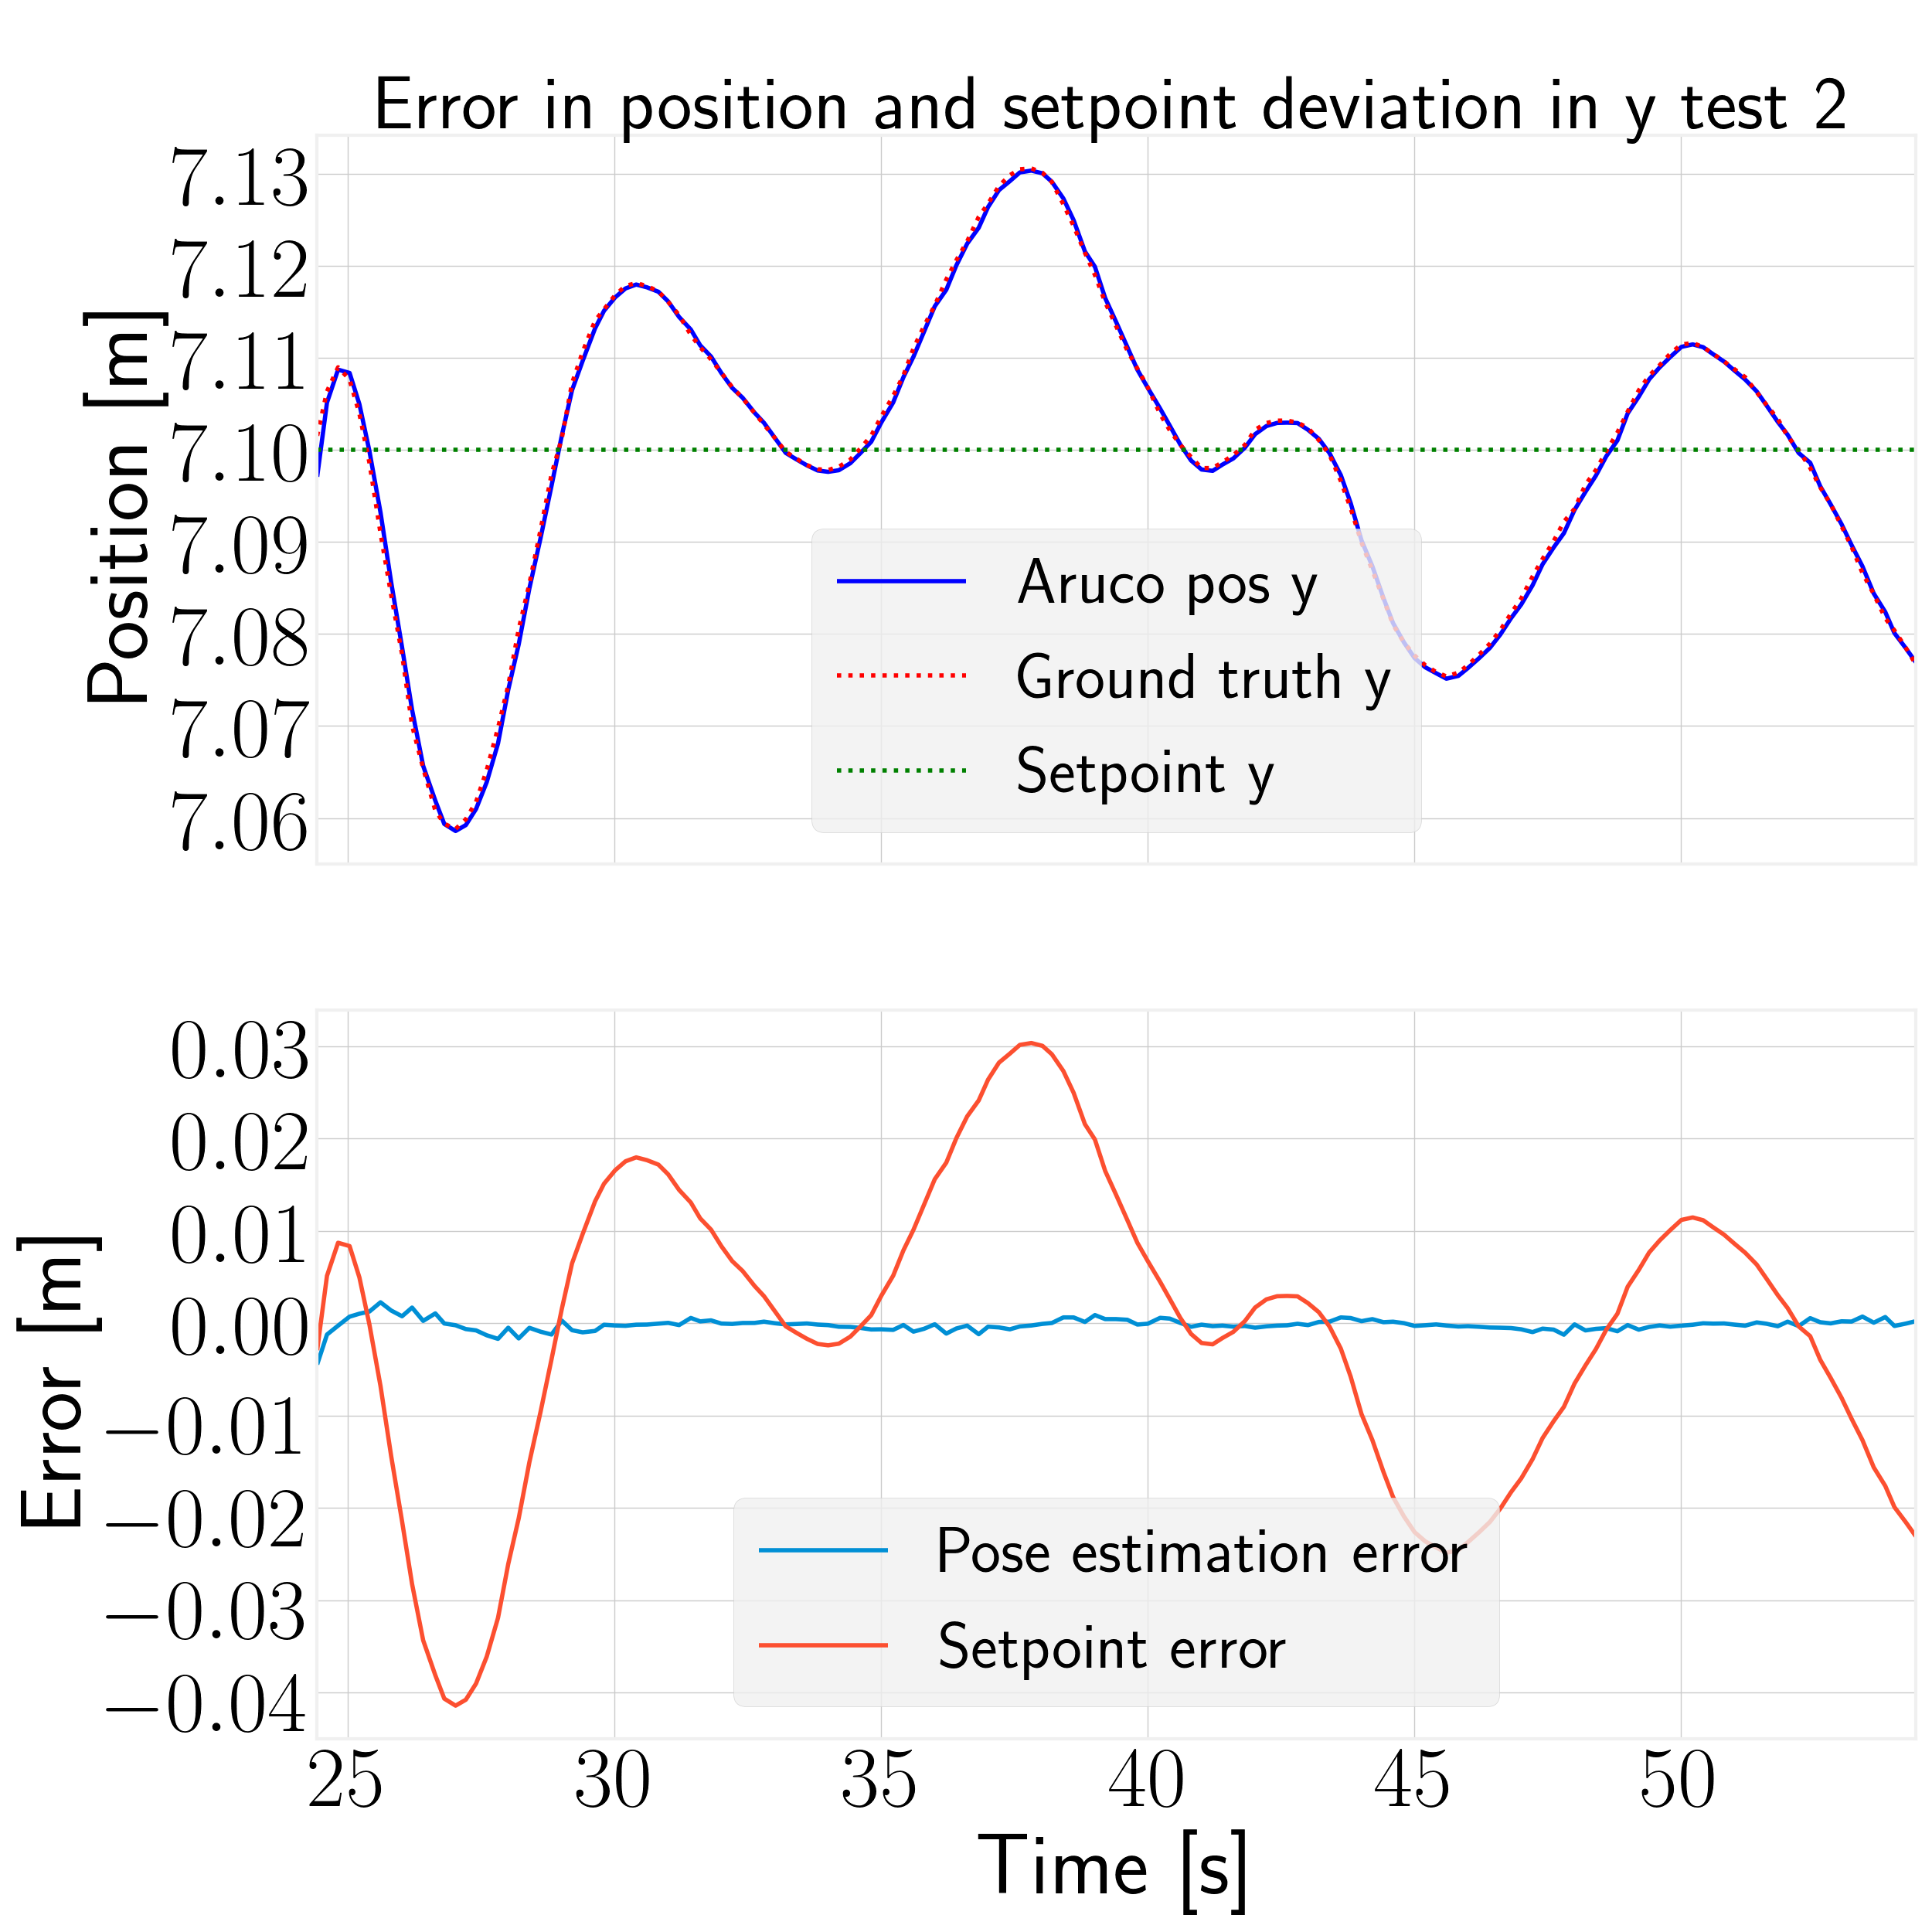 Error in position and setpoint deviation in y test 2
Position [m]
7.13
7.12
7.11
7.10
7.09
7.08
7.07
7.06
Aruco pos y
Ground truth y
Setpoint y
Error [m]
0.03
0.02
0.01
0.00
−0.01
−0.02
−0.03
−0.04
Pose estimation error
Setpoint error
25 30 35 40 45 50
Time [s]